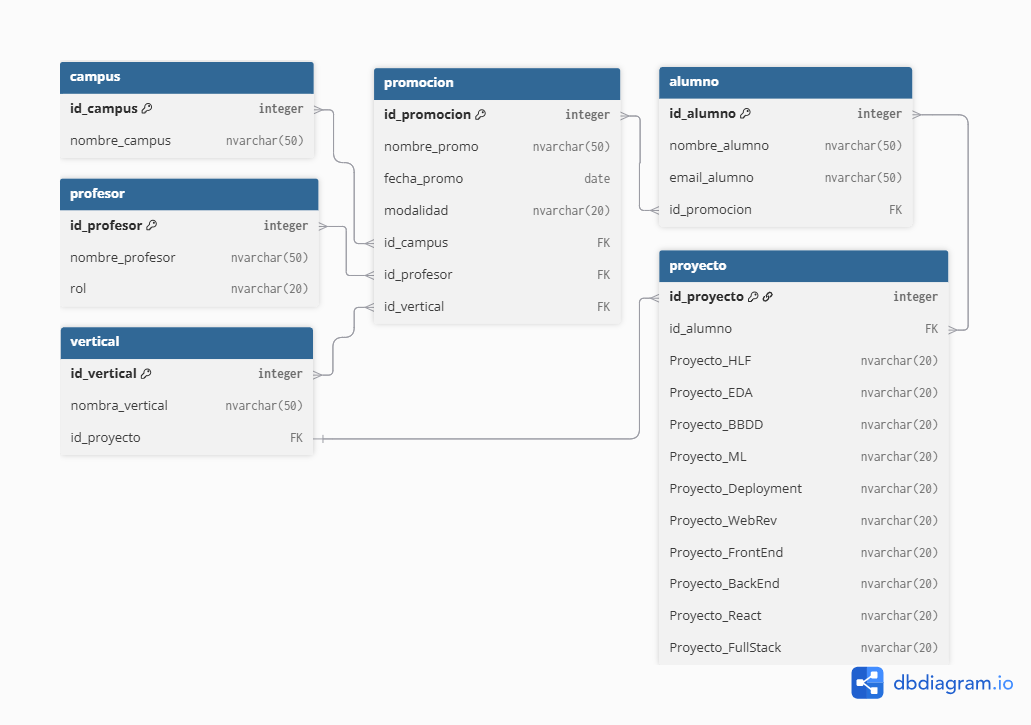 campus
id_campus integer
nombre_campus nvarchar(50)
profesor
id_profesor integer
nombre_profesor nvarchar(50)
rol nvarchar(20)
vertical
id_vertical integer
nombra_vertical nvarchar(50)
id_proyecto FK
promocion
id_promocion integer
nombre_promo nvarchar(50)
fecha_promo date
modalidad nvarchar(20)
id_campus FK
id_profesor FK
id_vertical FK
alumno
id_alumno integer
nombre_alumno nvarchar(50)
email_alumno nvarchar(50)
id_promocion FK
proyecto
id_proyecto integer
id_alumno FK
Proyecto_HLF nvarchar(20)
Proyecto_EDA nvarchar(20)
Proyecto_BBDD nvarchar(20)
Proyecto_ML nvarchar(20)
Proyecto_Deployment nvarchar(20)
Proyecto_WebRev nvarchar(20)
Proyecto_FrontEnd nvarchar(20)
Proyecto_BackEnd nvarchar(20)
Proyecto_React nvarchar(20)
Proyecto_FullStack nvarchar(20)
dbdiagram.io